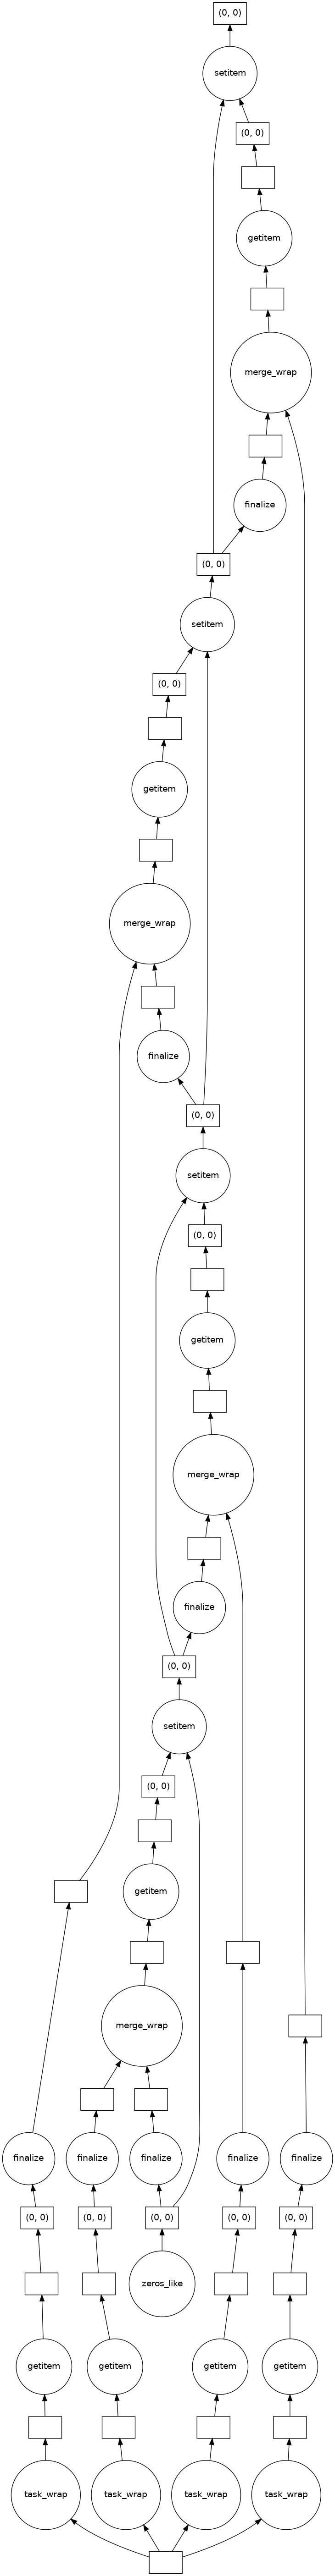 (0, 0)
setitem
(0, 0)
getitem
merge_wrap
finalize
(0, 0)
setitem
(0, 0)
getitem
merge_wrap
finalize
(0, 0)
setitem
(0, 0)
getitem
merge_wrap
finalize
(0, 0)
setitem
(0, 0)
getitem
merge_wrap
finalize finalize finalize finalize finalize
(0, 0) (0, 0) (0, 0) (0, 0) (0, 0)
zeros_like
getitem getitem getitem getitem
task_wrap task_wrap task_wrap task_wrap